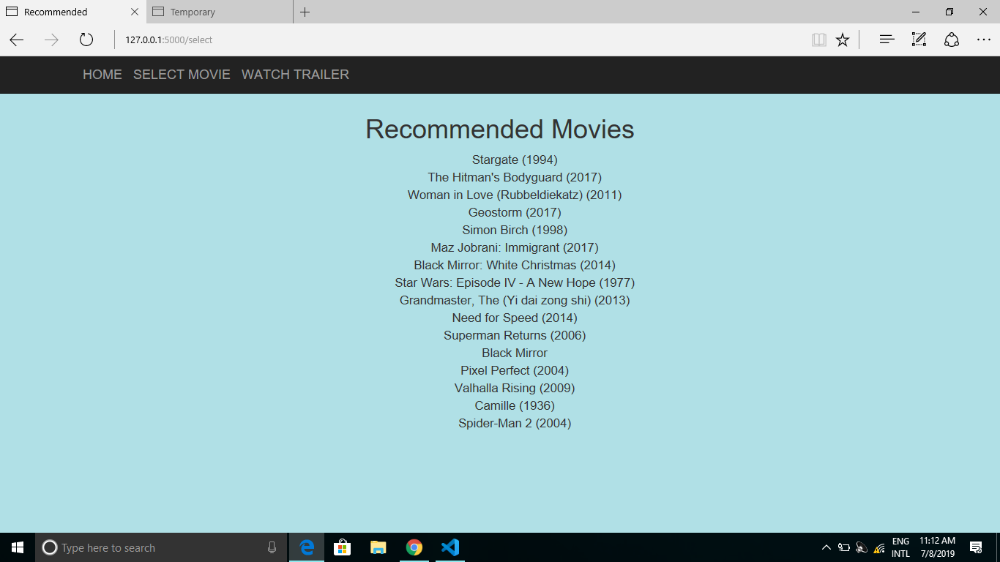 Recommended
Temporary
127.0.0.1:5000/select
HOME SELECT MOVIE WATCH TRAILER
Recommended Movies
Stargate (1994)
The Hitman's Bodyguard (2017)
Woman in Love (Rubbeldiekatz) (2011)
Geostorm (2017)
Simon Birch (1998)
Maz Jobrani: Immigrant (2017)
Black Mirror: White Christmas (2014)
Star Wars: Episode IV - A New Hope (1977)
Grandmaster, The (Yi dai zong shi) (2013)
Need for Speed (2014)
Superman Returns (2006)
Black Mirror
Pixel Perfect (2004)
Valhalla Rising (2009)
Camille (1936)
Spider-Man 2 (2004)
Type here to search
ENG
INTL
11:12 AM
7/8/2019